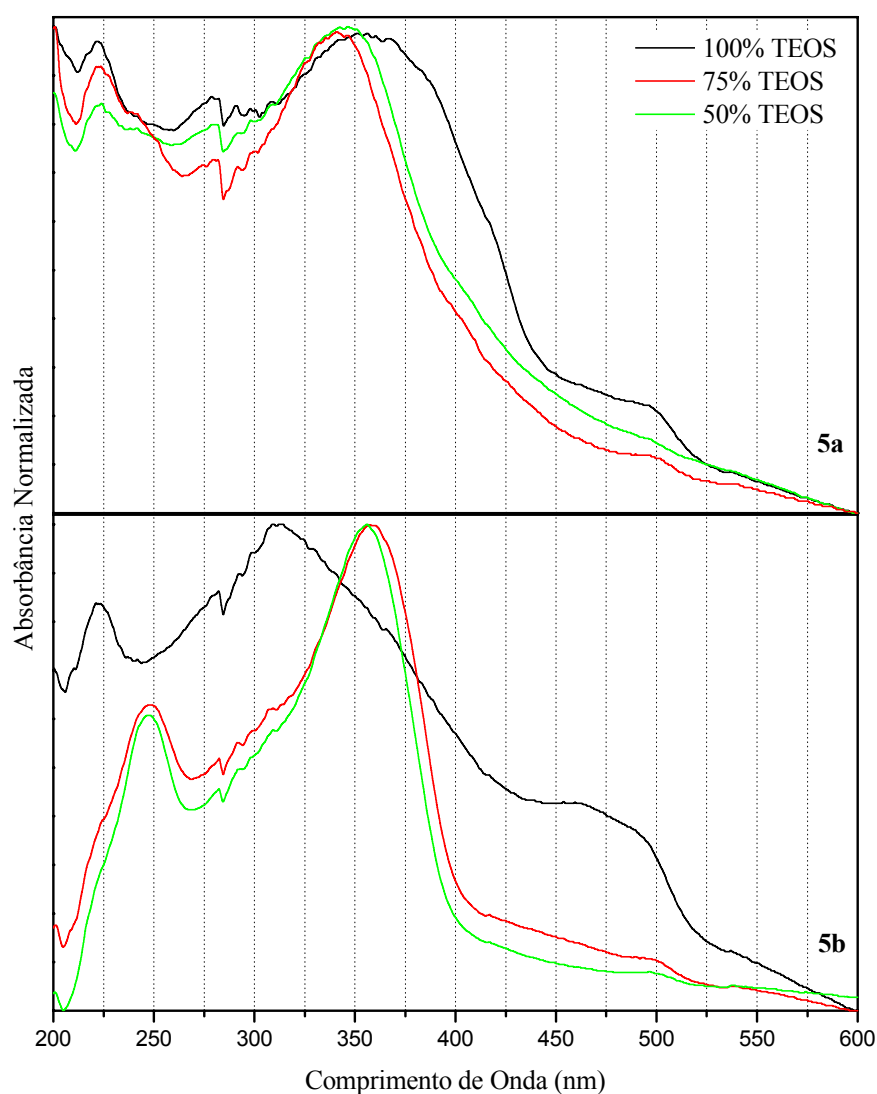 100% TEOS
75% TEOS
50% TEOS
5a
Absorbância Normalizada
5b
200 250 300 350 400 450 500 550 600
Comprimento de Onda (nm)